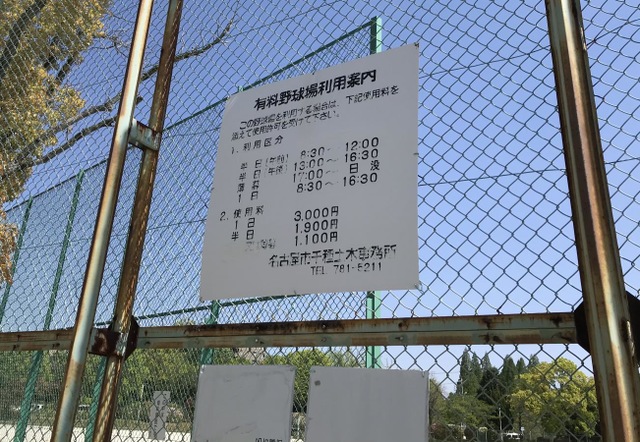 有料野球場利用案内
この野球場を利用する場合は、下記使用料を
添えて使用許可を受けて下さい。
1. 利用区分
半日(午前) 8:30~ 12:00
半日(午後) 13:00~ 16:30
薄暮 17:00~ 日 没
1日 8:30~ 16:30
2. 使用料
1日 3,000円
半日 1,900円
1,100円
名古屋市千種土木事務所
TEL 781-5211